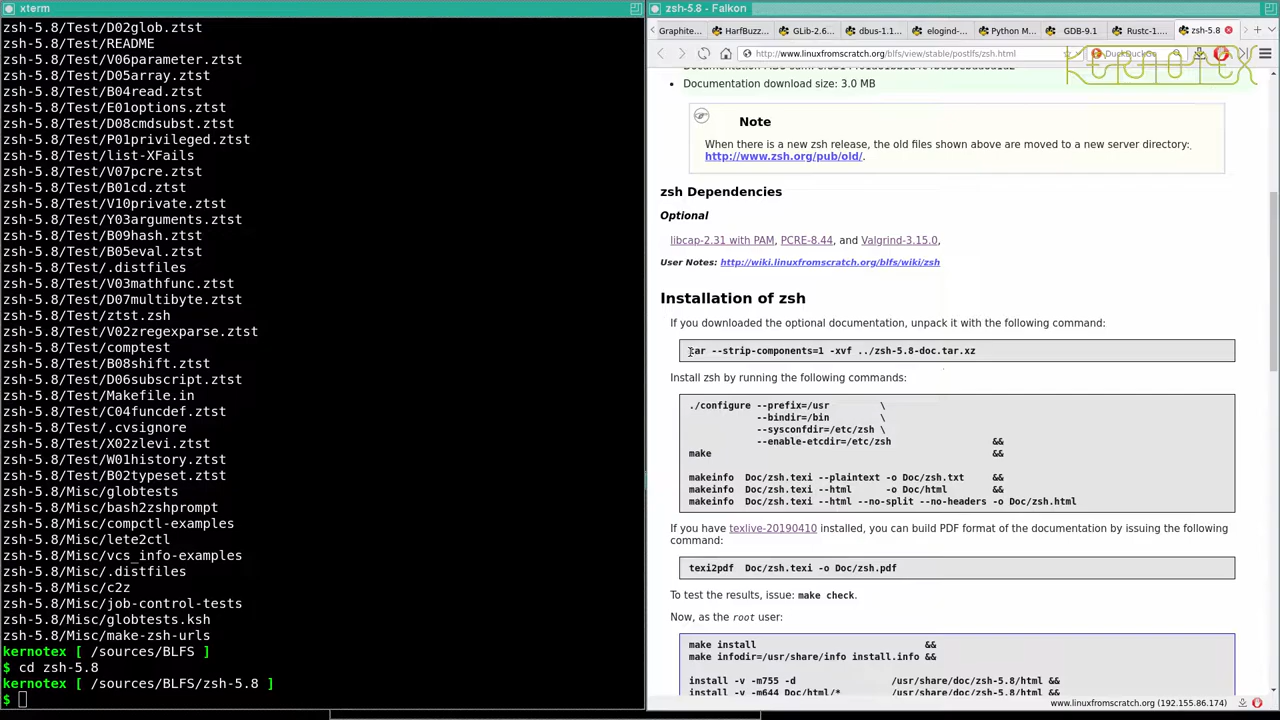 xterm
zsh-5.8/Test/D02glob.ztst
zsh-5.8/Test/README
zsh-5.8/Test/V06parameter.ztst
zsh-5.8/Test/D05array.ztst
zsh-5.8/Test/B04read.ztst
zsh-5.8/Test/E01options.ztst
zsh-5.8/Test/D08cmdsubst.ztst
zsh-5.8/Test/P01privileged.ztst
zsh-5.8/Test/list-XFails
zsh-5.8/Test/V07pcre.ztst
zsh-5.8/Test/B01cd.ztst
zsh-5.8/Test/V10private.ztst
zsh-5.8/Test/Y03arguments.ztst
zsh-5.8/Test/B09hash.ztst
zsh-5.8/Test/B05eval.ztst
zsh-5.8/Test/.distfiles
zsh-5.8/Test/V03mathfunc.ztst
zsh-5.8/Test/D07multibyte.ztst
zsh-5.8/Test/ztst.zsh
zsh-5.8/Test/V02zregexparse.ztst
zsh-5.8/Test/comptest
zsh-5.8/Test/B08shift.ztst
zsh-5.8/Test/D06subscript.ztst
zsh-5.8/Test/Makefile.in
zsh-5.8/Test/C04funcdef.ztst
zsh-5.8/Test/.cvsignore
zsh-5.8/Test/X02zlevi.ztst
zsh-5.8/Test/W01history.ztst
zsh-5.8/Test/B02typeset.ztst
zsh-5.8/Misc/globtests
zsh-5.8/Misc/bash2zshprompt
zsh-5.8/Misc/compctl-examples
zsh-5.8/Misc/lete2ctl
zsh-5.8/Misc/vcs_info-examples
zsh-5.8/Misc/.distfiles
zsh-5.8/Misc/c2z
zsh-5.8/Misc/job-control-tests
zsh-5.8/Misc/globtests.ksh
zsh-5.8/Misc/make-zsh-urls
kernotex [ /sources/BLFS ]
$ cd zsh-5.8
kernotex [ /sources/BLFS/zsh-5.8 ]
$
zsh-5.8 - Falkon
Graphite... HarfBuzz... GLib-2.6... dbus-1.1... elogind-... Python M... GDB-9.1 Rustc-1.... zsh-5.8
http://www.linuxfromscratch.org/blfs/view/stable/postlfs/zsh.html DuckDuckGo
KERNOTEX
Documentation download size: 3.0 MB
Note
When there is a new zsh release, the old files shown above are moved to a new server directory:
http://www.zsh.org/pub/old/.
zsh Dependencies
Optional
libcap-2.31 with PAM, PCRE-8.44, and Valgrind-3.15.0,
User Notes: http://wiki.linuxfromscratch.org/blfs/wiki/zsh
Installation of zsh
If you downloaded the optional documentation, unpack it with the following command:
tar --strip-components=1 -xvf ../zsh-5.8-doc.tar.xz
Install zsh by running the following commands:
./configure --prefix=/usr \
--bindir=/bin \
--sysconfdir=/etc/zsh \
--enable-etcdir=/etc/zsh &&
make &&
makeinfo Doc/zsh.texi --plaintext -o Doc/zsh.txt &&
makeinfo Doc/zsh.texi --html -o Doc/html &&
makeinfo Doc/zsh.texi --html --no-split --no-headers -o Doc/zsh.html
If you have texlive-20190410 installed, you can build PDF format of the documentation by issuing the following
command:
texi2pdf Doc/zsh.texi -o Doc/zsh.pdf
To test the results, issue: make check.
Now, as the root user:
make install &&
make infodir=/usr/share/info install.info &&
install -v -m755 -d /usr/share/doc/zsh-5.8/html &&
install -v -m644 Doc/html/* /usr/share/doc/zsh-5.8/html &&
www.linuxfromscratch.org (192.155.86.174)